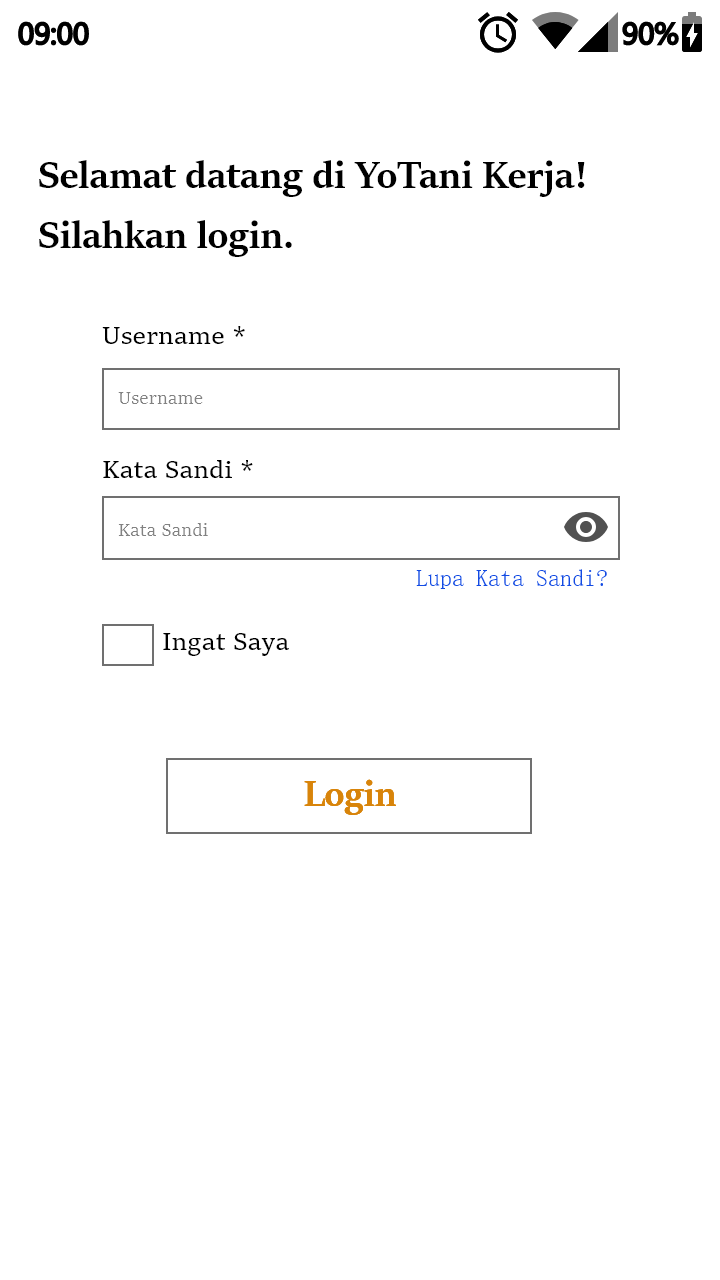 09:00 90%
Selamat datang di YoTani Kerja!
Silahkan login.
Username *
Username
Kata Sandi *
Kata Sandi
Lupa Kata Sandi?
Ingat Saya
Login